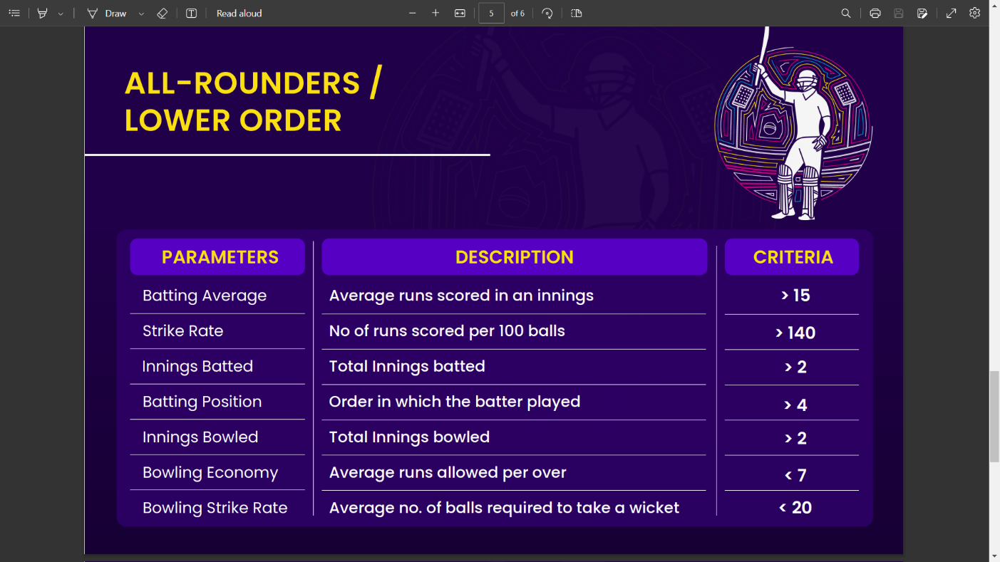 Draw
Read aloud
5 of 6
ALL-ROUNDERS /
LOWER ORDER
PARAMETERS DESCRIPTION CRITERIA
Batting Average Average runs scored in an innings > 15
Strike Rate No of runs scored per 100 balls > 140
Innings Batted Total Innings batted > 2
Batting Position Order in which the batter played > 4
Innings Bowled Total Innings bowled > 2
Bowling Economy Average runs allowed per over < 7
Bowling Strike Rate Average no. of balls required to take a wicket < 20